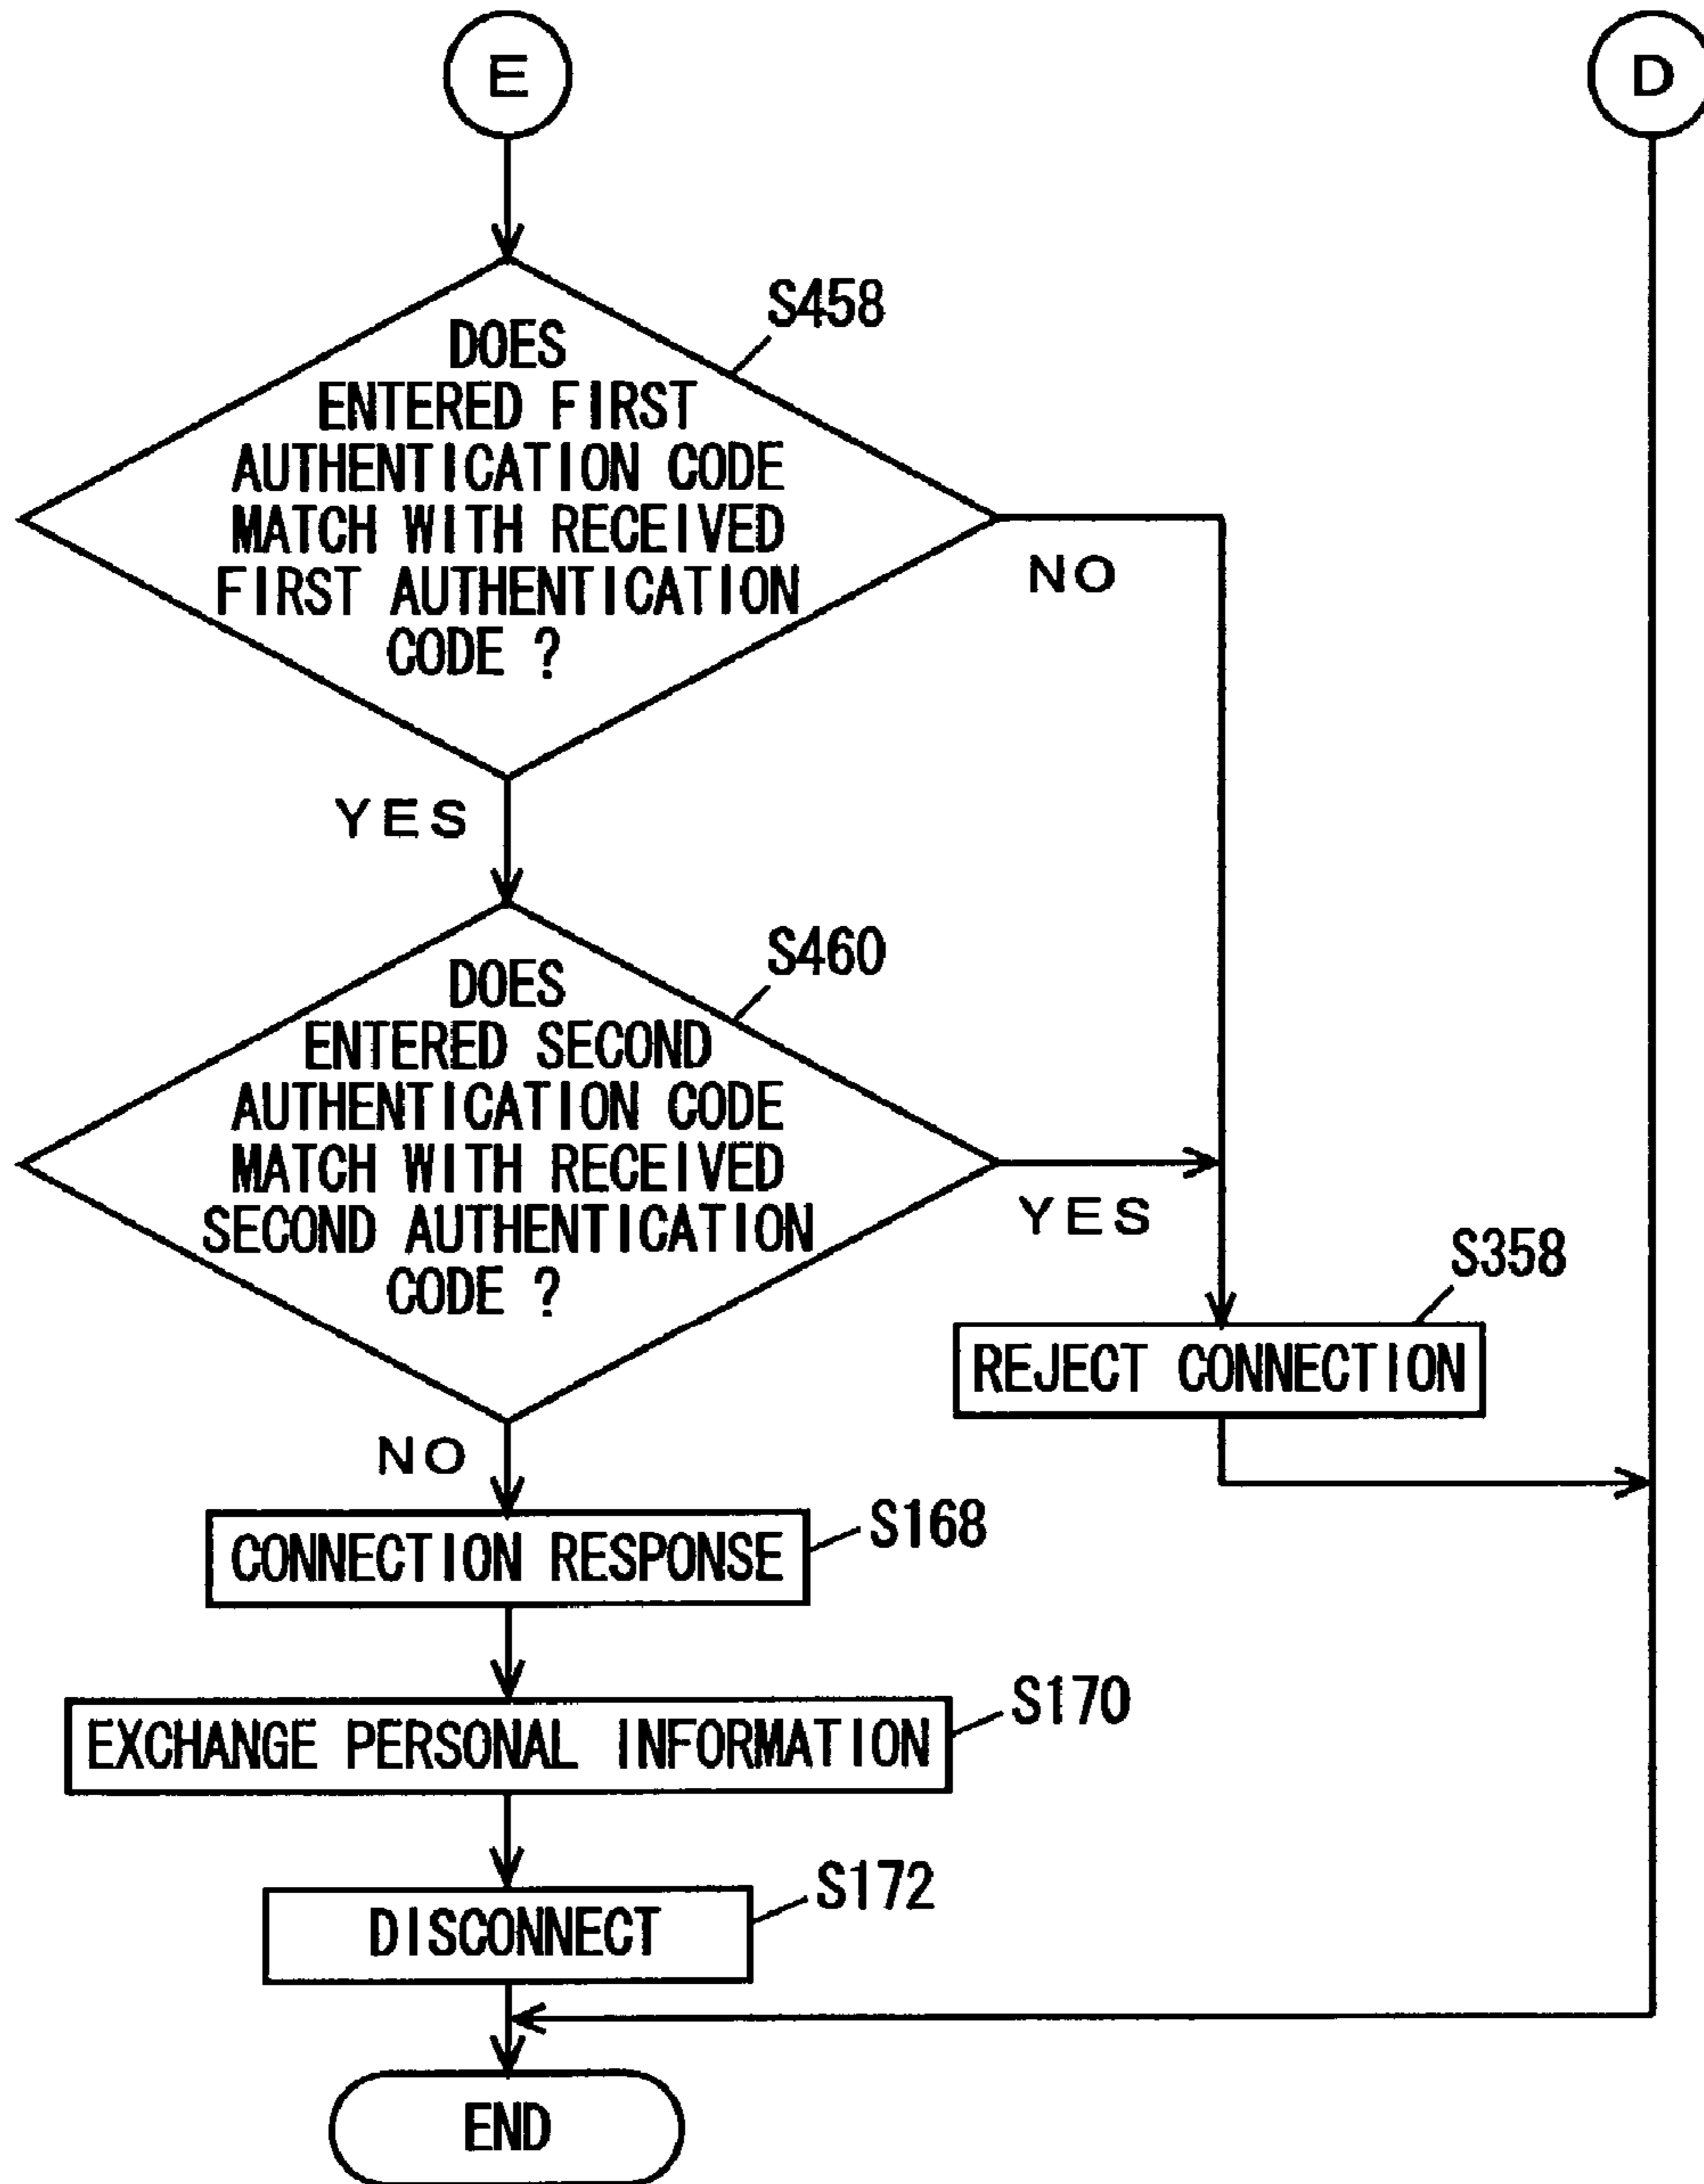 E
D
S458
DOES
ENTERED FIRST
AUTHENTICATION CODE
MATCH WITH RECEIVED
FIRST AUTHENTICATION
CODE ?
NO
YES
S460
DOES
ENTERED SECOND
AUTHENTICATION CODE
MATCH WITH RECEIVED
SECOND AUTHENTICATION
CODE ?
YES
S358
REJECT CONNECTION
NO
CONNECTION RESPONSE
S168
EXCHANGE PERSONAL INFORMATION
S170
DISCONNECT
S172
END